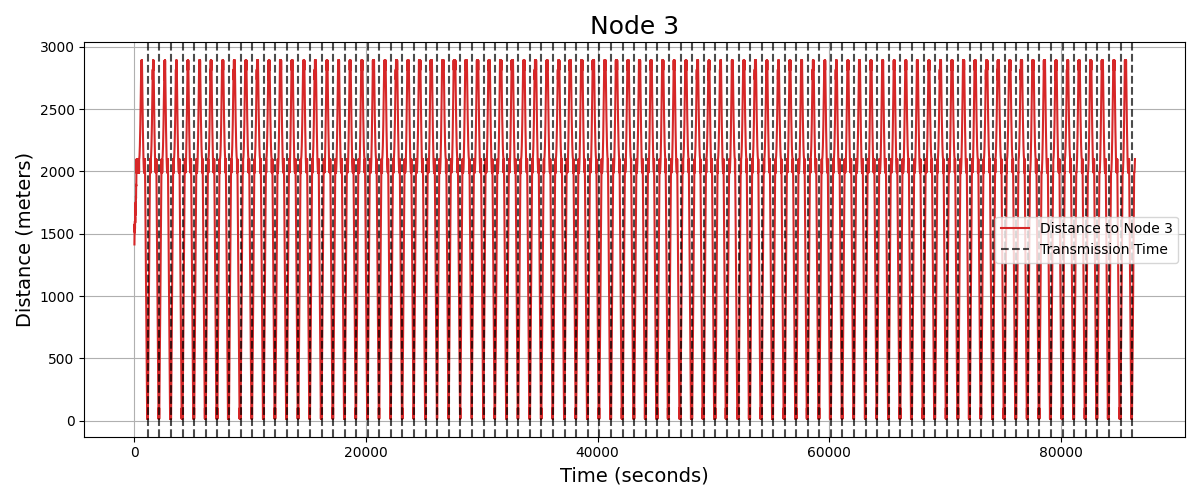 Node 3
3000
2500
2000
1500
1000
500
0
Distance (meters)
Distance to Node 3
Transmission Time
0 20000 40000 60000 80000
Time (seconds)